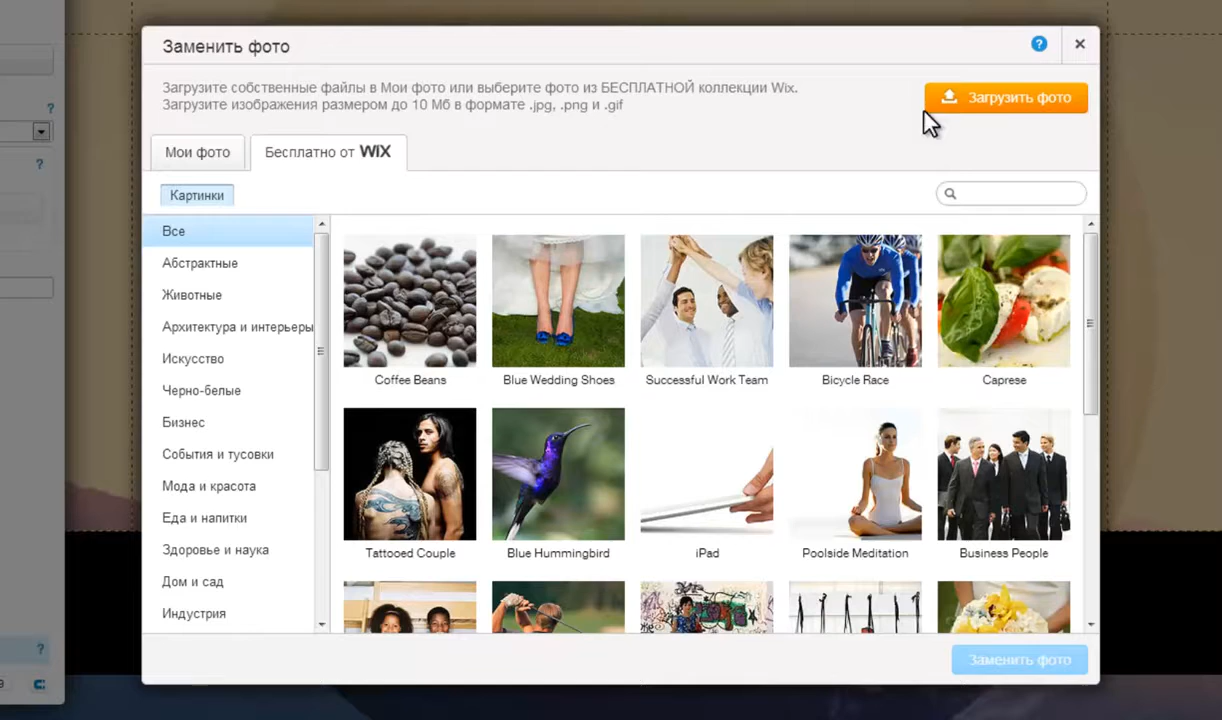 Заменить фото
?
Загрузите собственные файлы в Мои фото или выберите фото из БЕСПЛАТНОЙ коллекции Wix.
Загрузите изображения размером до 10 Мб в формате .jpg, .png и .gif
Загрузить фото
?
Мои фото
Бесплатно от WIX
?
Картинки
Все
Абстрактные
Животные
Архитектура и интерьеры
Искусство
Черно-белые
Бизнес
События и тусовки
Мода и красота
Еда и напитки
Здоровье и наука
Дом и сад
Индустрия
Coffee Beans
Blue Wedding Shoes
Successful Work Team
Bicycle Race
Caprese
Tattooed Couple
Blue Hummingbird
iPad
Poolside Meditation
Business People
?
Заменить фото